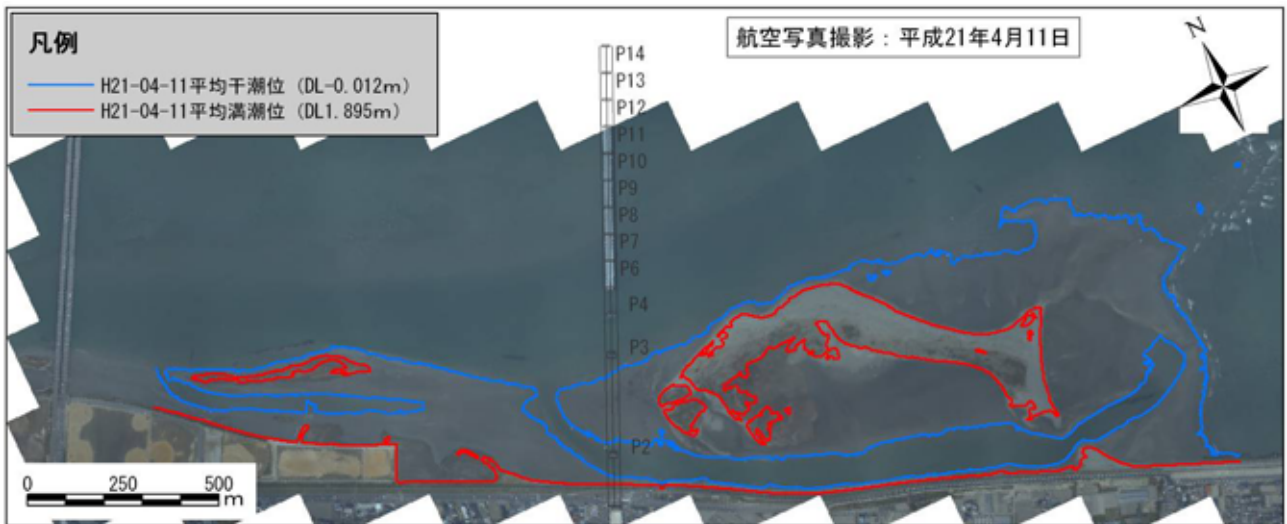 凡例
H21-04-11平均干潮位 (DL-0.012m)
H21-04-11平均満潮位 (DL1.895m)
航空写真撮影：平成21年4月11日
N
P14
P13
P12
P11
P10
P9
P8
P7
P6
P4
P3
P2
0 250 500
m